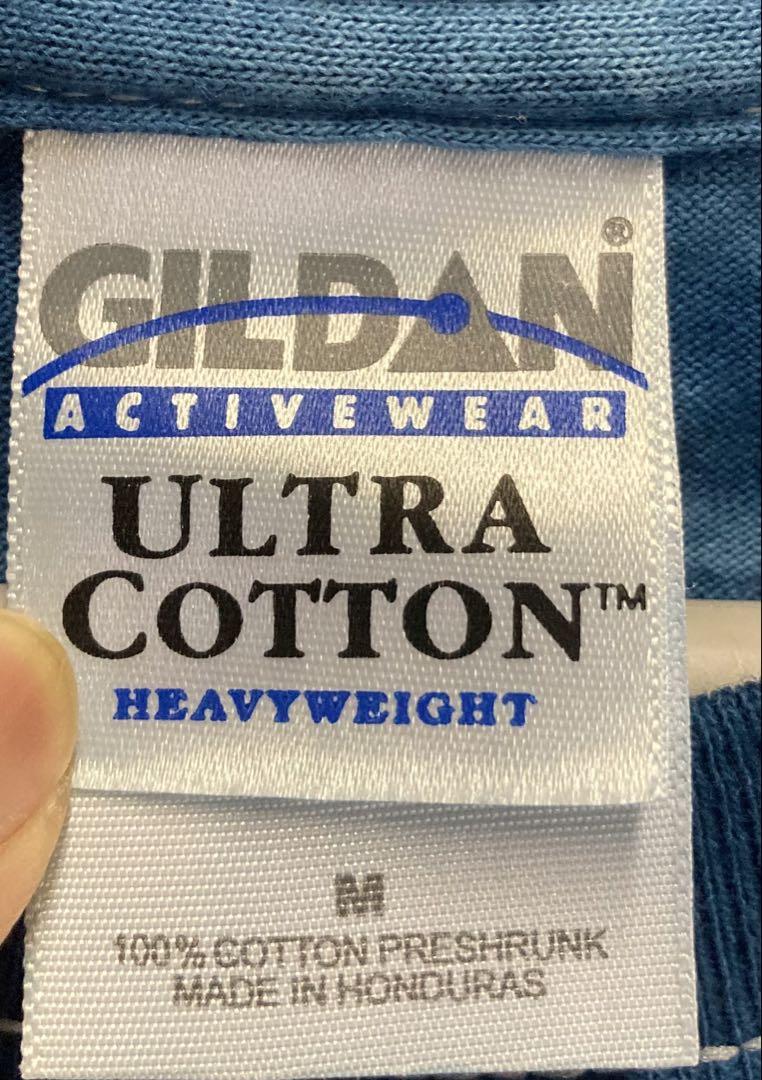 GILDAN®
ACTIVEWEAR
ULTRA
COTTON™
HEAVYWEIGHT
M
100% COTTON PRESHRUNK
MADE IN HONDURAS